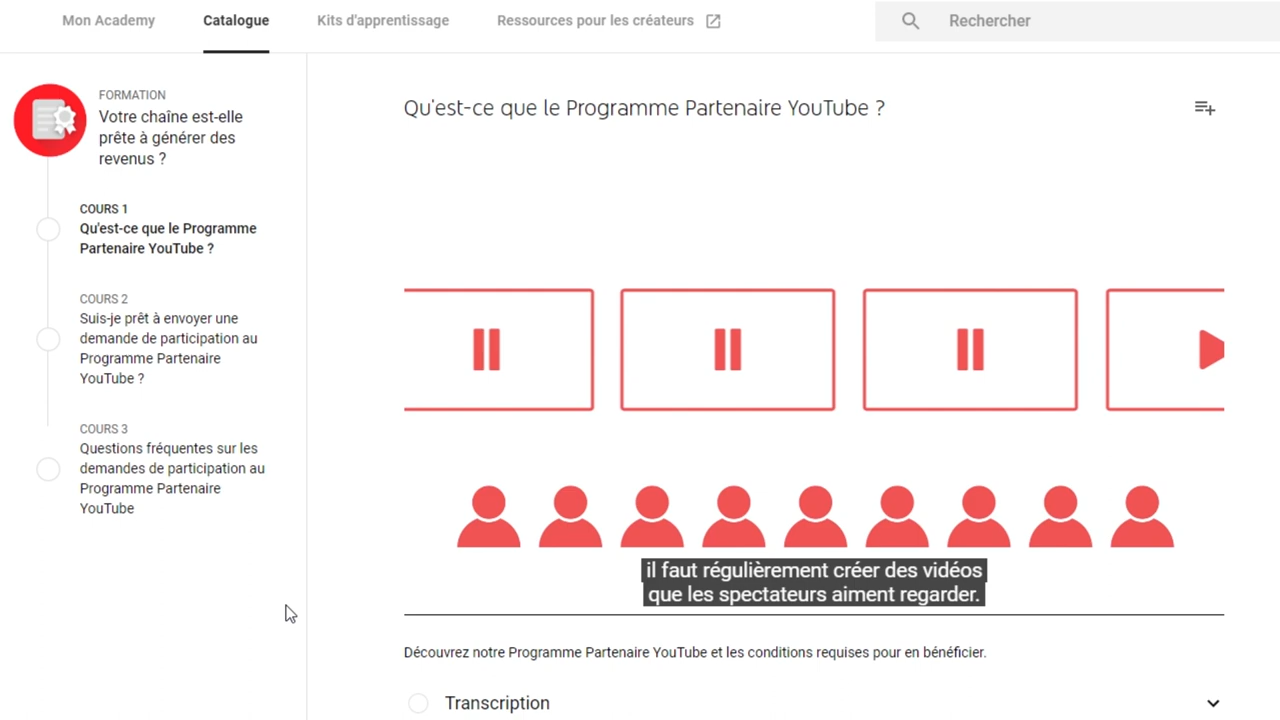 Mon Academy
Catalogue
Kits d'apprentissage
Ressources pour les créateurs
Rechercher
FORMATION
Votre chaîne est-elle
prête à générer des
revenus ?
COURS 1
Qu'est-ce que le Programme
Partenaire YouTube ?
COURS 2
Suis-je prêt à envoyer une
demande de participation au
Programme Partenaire
YouTube ?
COURS 3
Questions fréquentes sur les
demandes de participation au
Programme Partenaire
YouTube
Qu'est-ce que le Programme Partenaire YouTube ?
il faut régulièrement créer des vidéos
que les spectateurs aiment regarder.
Découvrez notre Programme Partenaire YouTube et les conditions requises pour en bénéficier.
Transcription